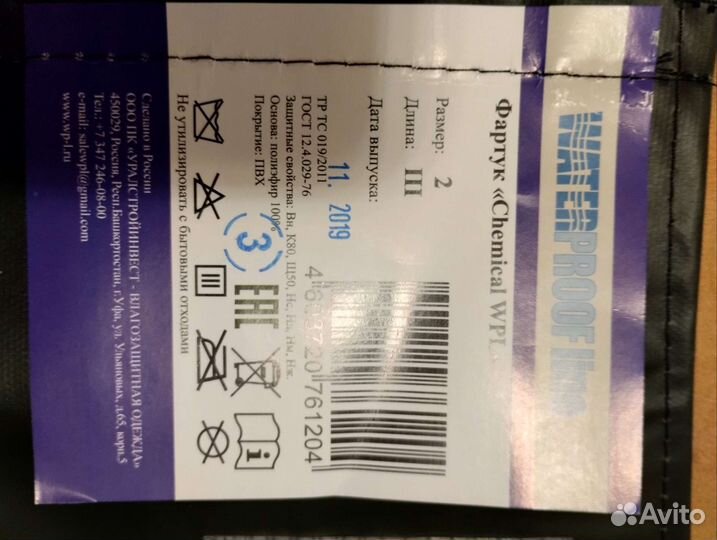 WATERPROOF line
Фартук «Chemical WPL
Размер: 2
Длина: III
Дата выпуска:
11. 2019
ТР ТС 019/2011
ГОСТ 12.4.029-76
Защитные свойства: Вн, К80, Щ50, Нс, Нл, Нм, Нж.
Основа: полиэфир 100%
Покрытие: ПВХ
761204
3
EAC
Не утилизировать с бытовыми отходами
Сделано в России
ООО ПК «УРАЛСТРОЙИНВЕСТ - ВЛАГОЗАЩИТНАЯ ОДЕЖДА»
450029, Россия, Респ.Башкортостан, г.Уфа, ул. Ульяновых, д.65, корп.5
Тел.: +7 347 246-08-00
e-mail: salewpl@gmail.com
www.wp-l.ru
Avito